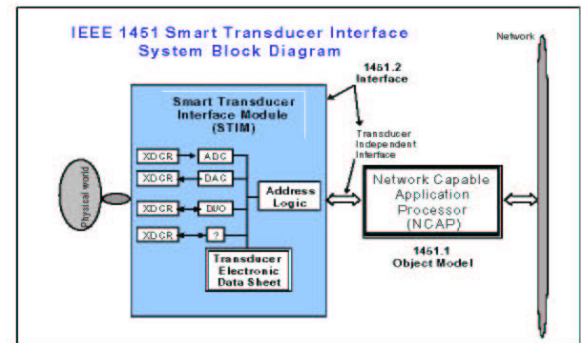 IEEE 1451 Smart Transducer Interface
System Block Diagram
Network
1451.2
Interface
Smart Transducer
Interface Module
(STIM)
Transducer
Independent
Interface
Physical world
XDCR
ADC
XDCR
DAC
XDCR
DI/O
XDCR
?
Address
Logic
Network Capable
Application
Processor
(NCAP)
Transducer
Electronic
Data Sheet
1451.1
Object Model